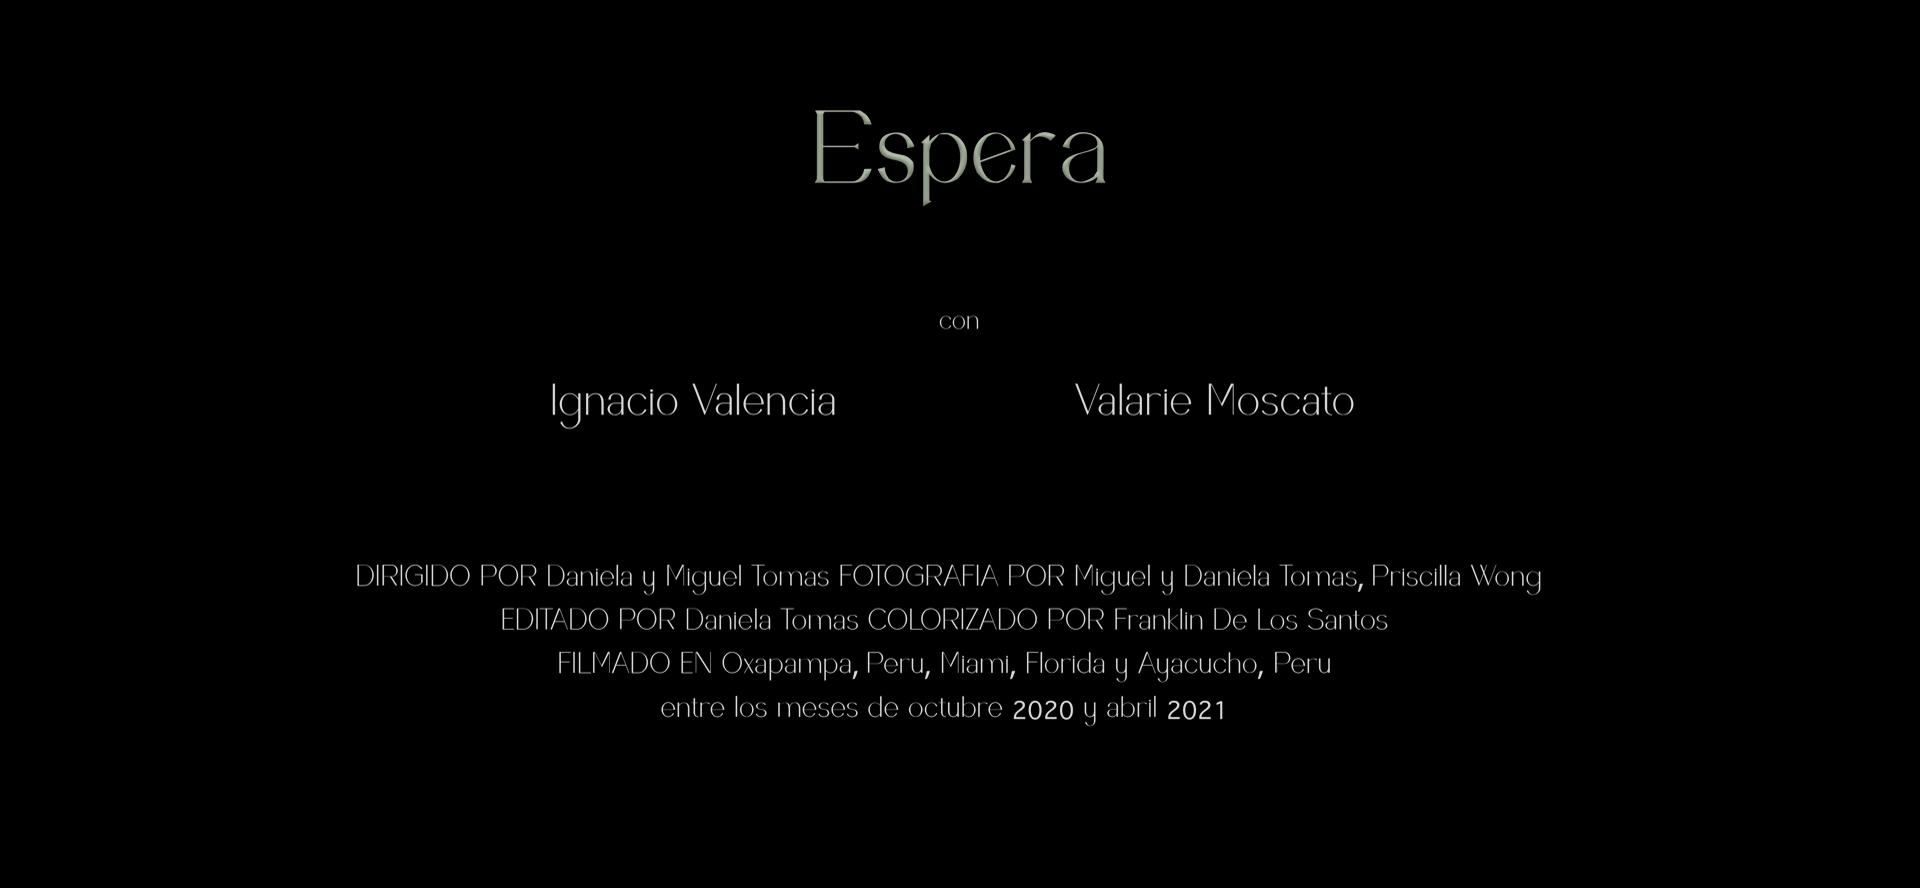 Espera
con
Ignacio Valencia Valarie Moscato
DIRIGIDO POR Daniela y Miguel Tomas FOTOGRAFIA POR Miguel y Daniela Tomas, Priscilla Wong
EDITADO POR Daniela Tomas COLORIZADO POR Franklin De Los Santos
FILMADO EN Oxapampa, Peru, Miami, Florida y Ayacucho, Peru
entre los meses de octubre 2020 y abril 2021